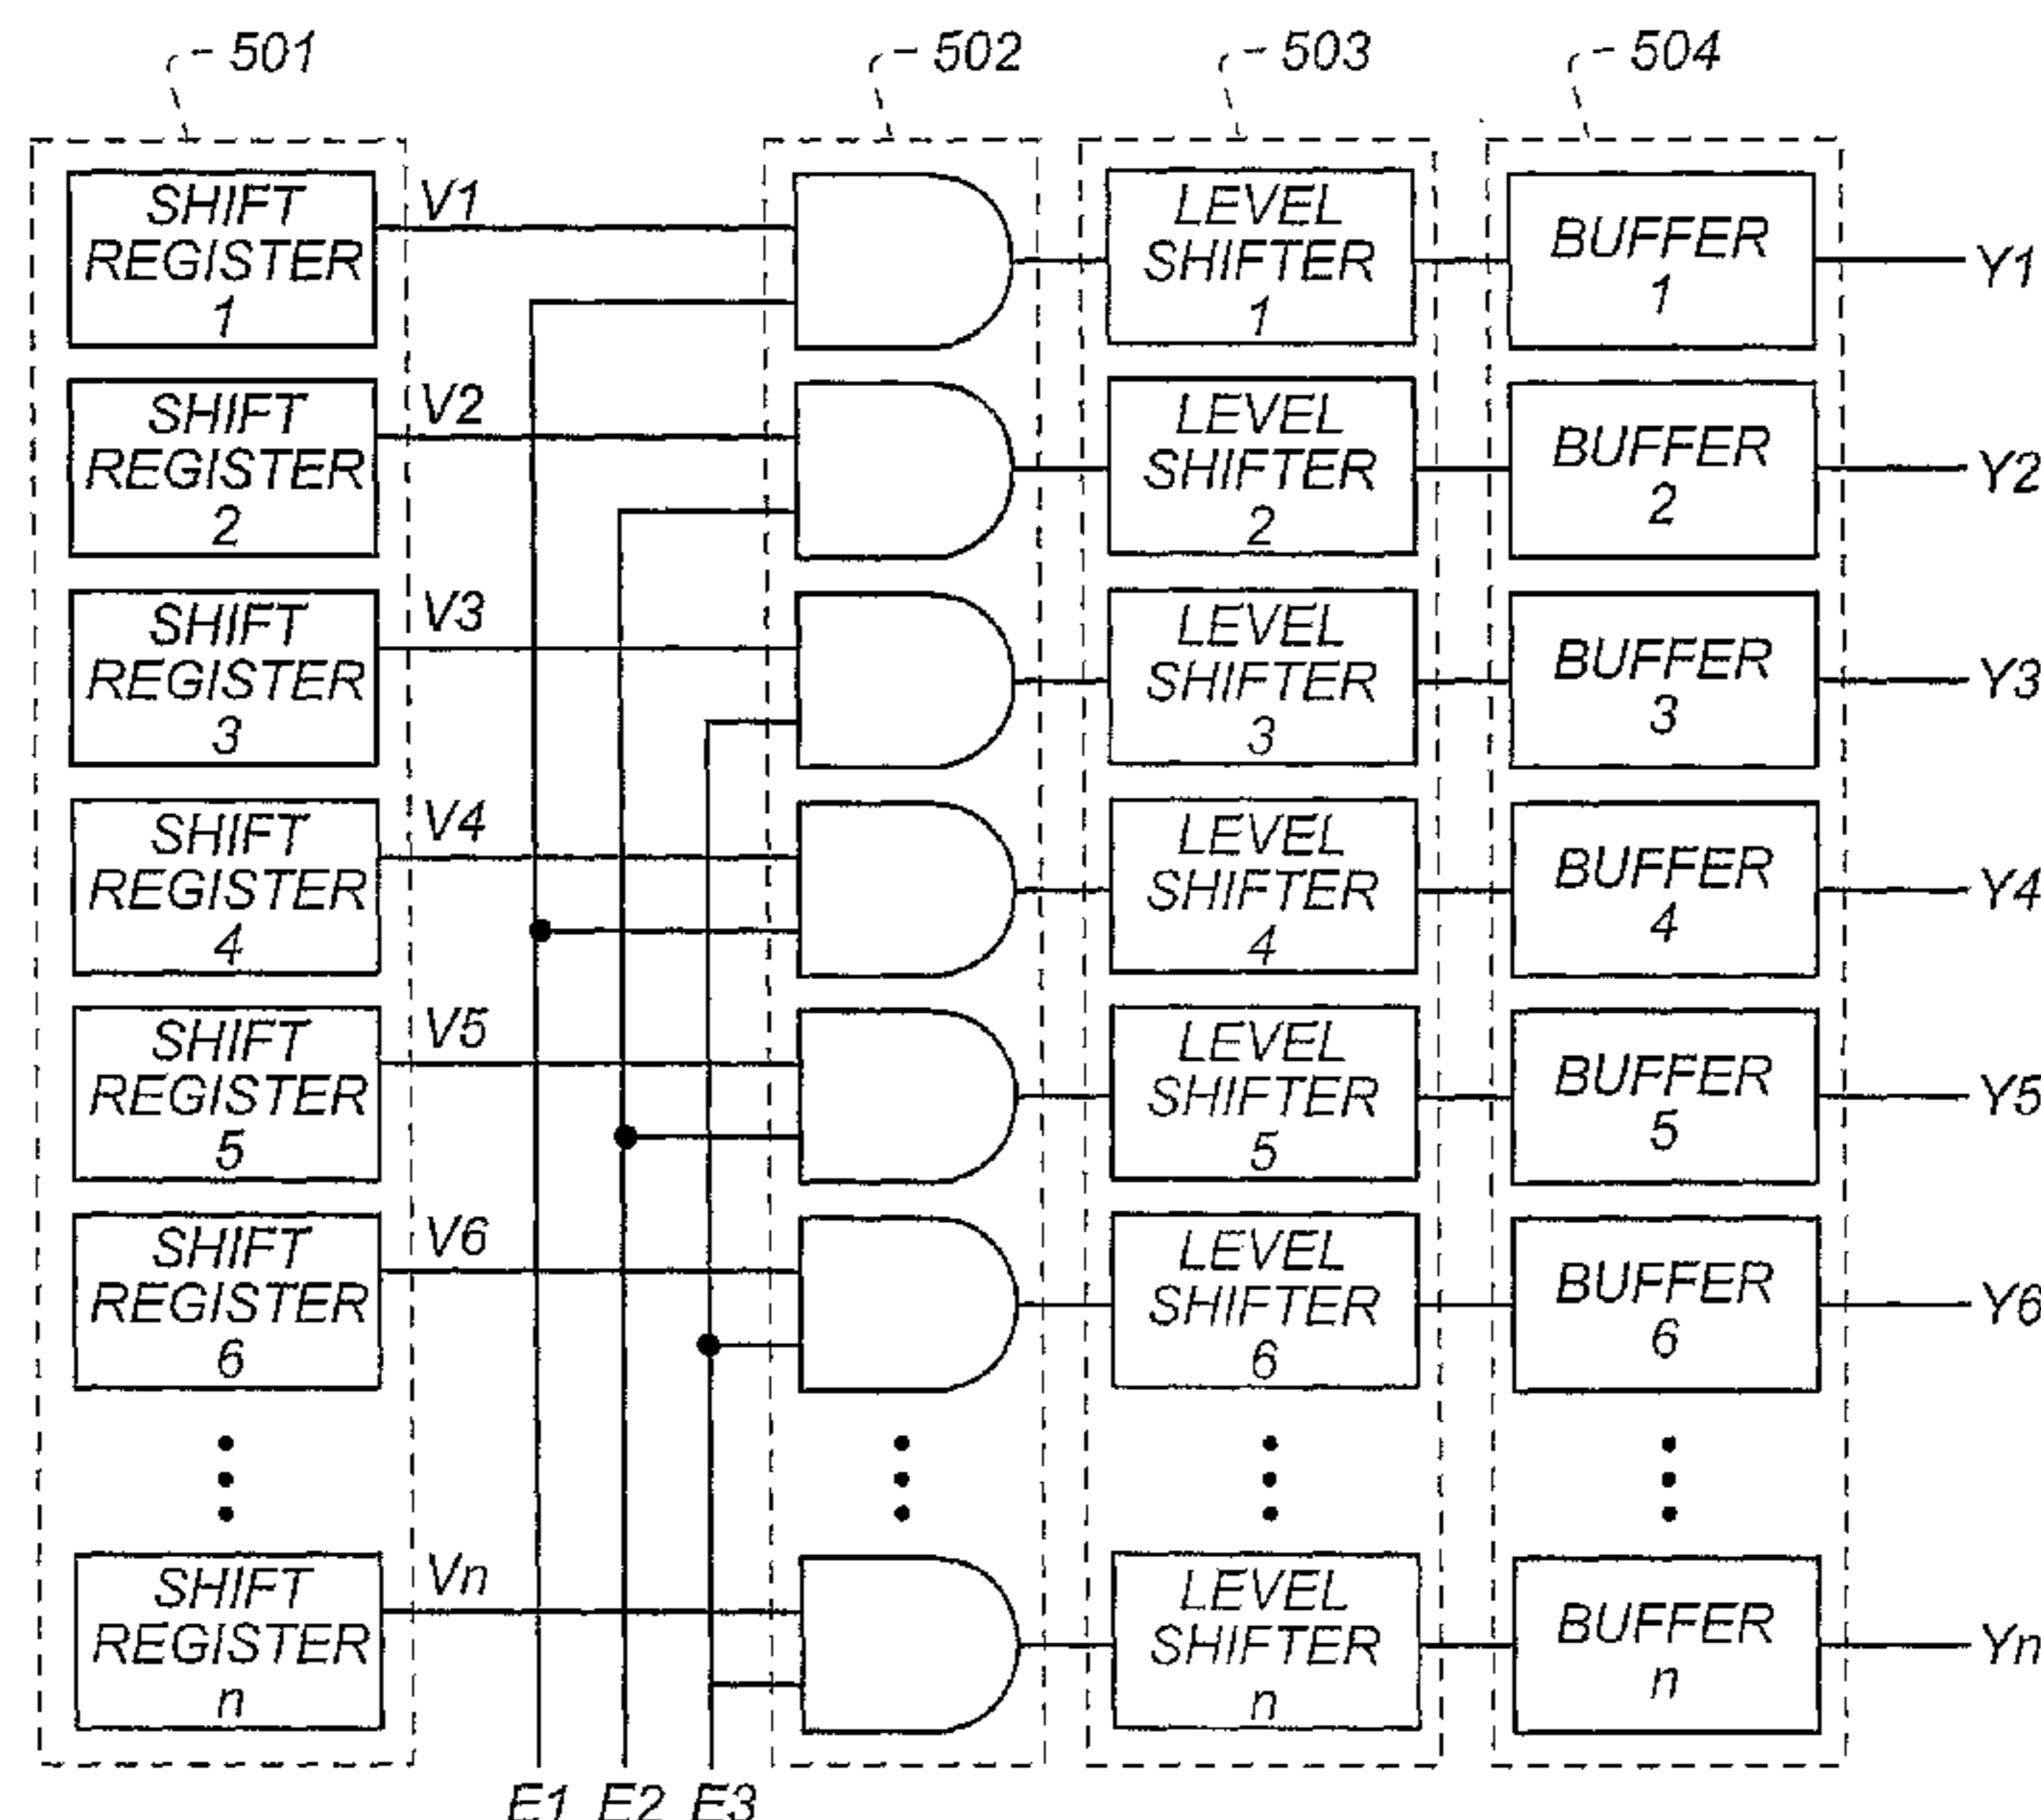 501
502
503
504
SHIFT
REGISTER
1
V1
LEVEL
SHIFTER
1
BUFFER
1
Y1
SHIFT
REGISTER
2
V2
LEVEL
SHIFTER
2
BUFFER
2
Y2
SHIFT
REGISTER
3
V3
LEVEL
SHIFTER
3
BUFFER
3
Y3
SHIFT
REGISTER
4
V4
LEVEL
SHIFTER
4
BUFFER
4
Y4
SHIFT
REGISTER
5
V5
LEVEL
SHIFTER
5
BUFFER
5
Y5
SHIFT
REGISTER
6
V6
LEVEL
SHIFTER
6
BUFFER
6
Y6
SHIFT
REGISTER
n
Vn
LEVEL
SHIFTER
n
BUFFER
n
Yn
E1 E2 E3